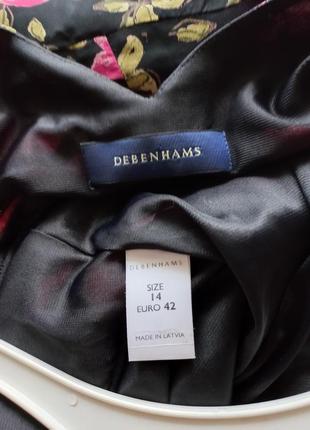 DEBENHAMS
DEBENHAMS
SIZE
14
EURO 42
MADE IN LATVIA